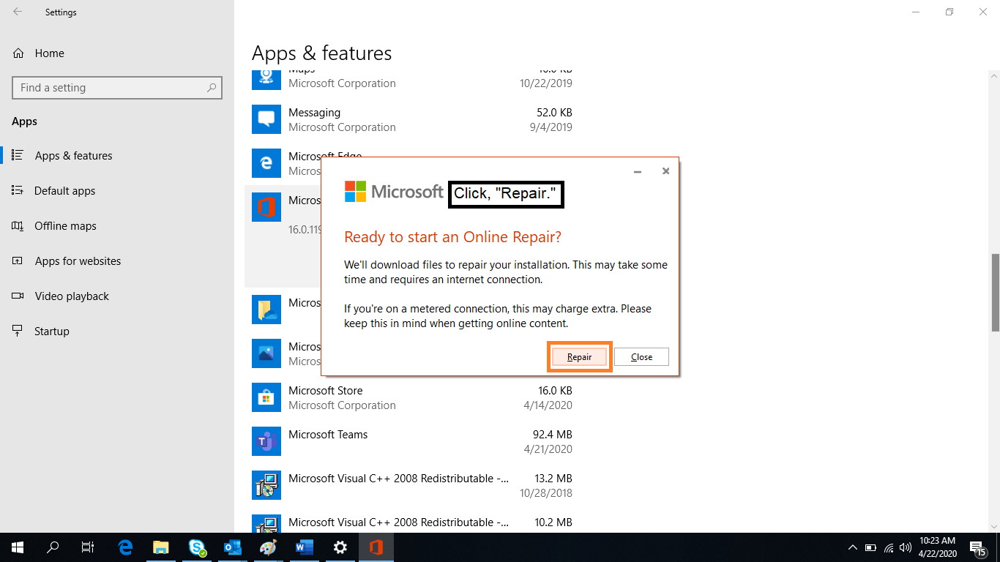 Settings
Home
Find a setting
Apps
Apps & features
Default apps
Offline maps
Apps for websites
Video playback
Startup
Apps & features
Maps 16.0 KB
Microsoft Corporation 10/22/2019
Messaging 52.0 KB
Microsoft Corporation 9/4/2019
Microsoft Edge
Micros
Micros
16.0.119
Micros
Micros
Micros
Microsoft Store 16.0 KB
Microsoft Corporation 4/14/2020
Microsoft Teams 92.4 MB
4/21/2020
Microsoft Visual C++ 2008 Redistributable -... 13.2 MB
10/28/2018
Microsoft Visual C++ 2008 Redistributable -... 10.2 MB
Microsoft
Click, "Repair."
Ready to start an Online Repair?
We'll download files to repair your installation. This may take some
time and requires an internet connection.
If you're on a metered connection, this may charge extra. Please
keep this in mind when getting online content.
Repair Close
10:23 AM
4/22/2020
15